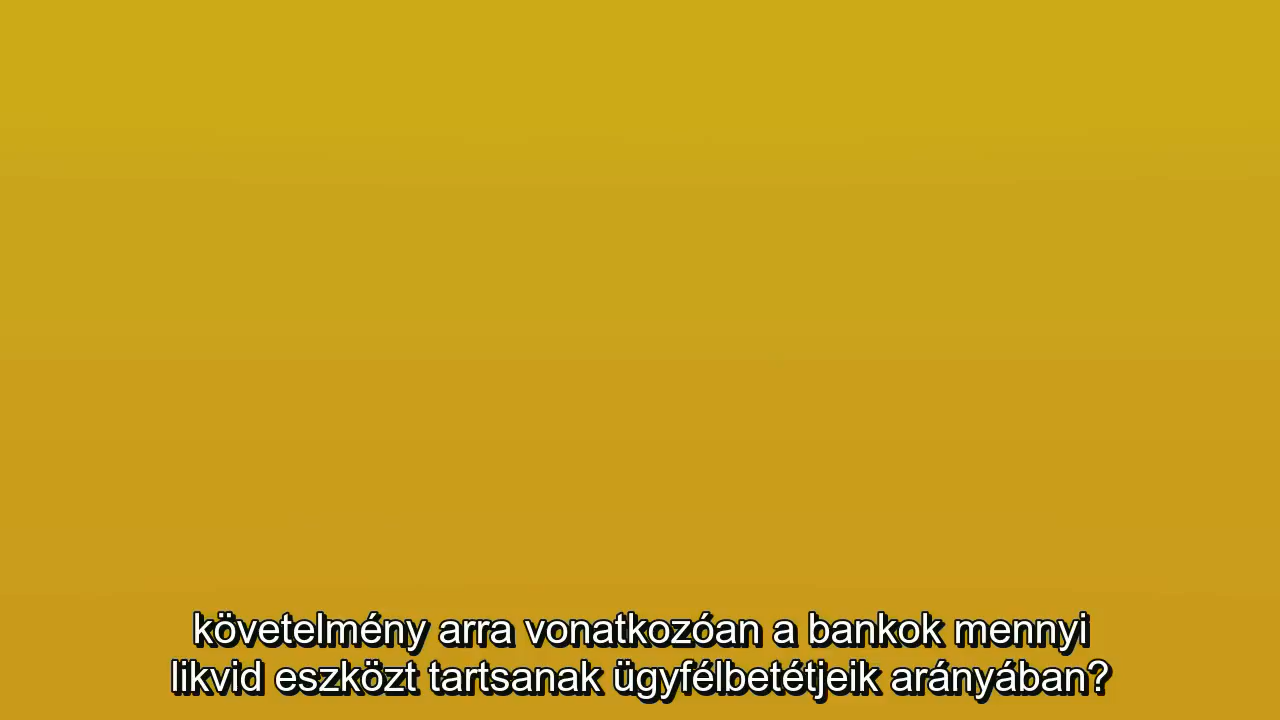 követelmény arra vonatkozóan a bankok mennyi
likvid eszközt tartsanak ügyfélbetétjeik arányában?